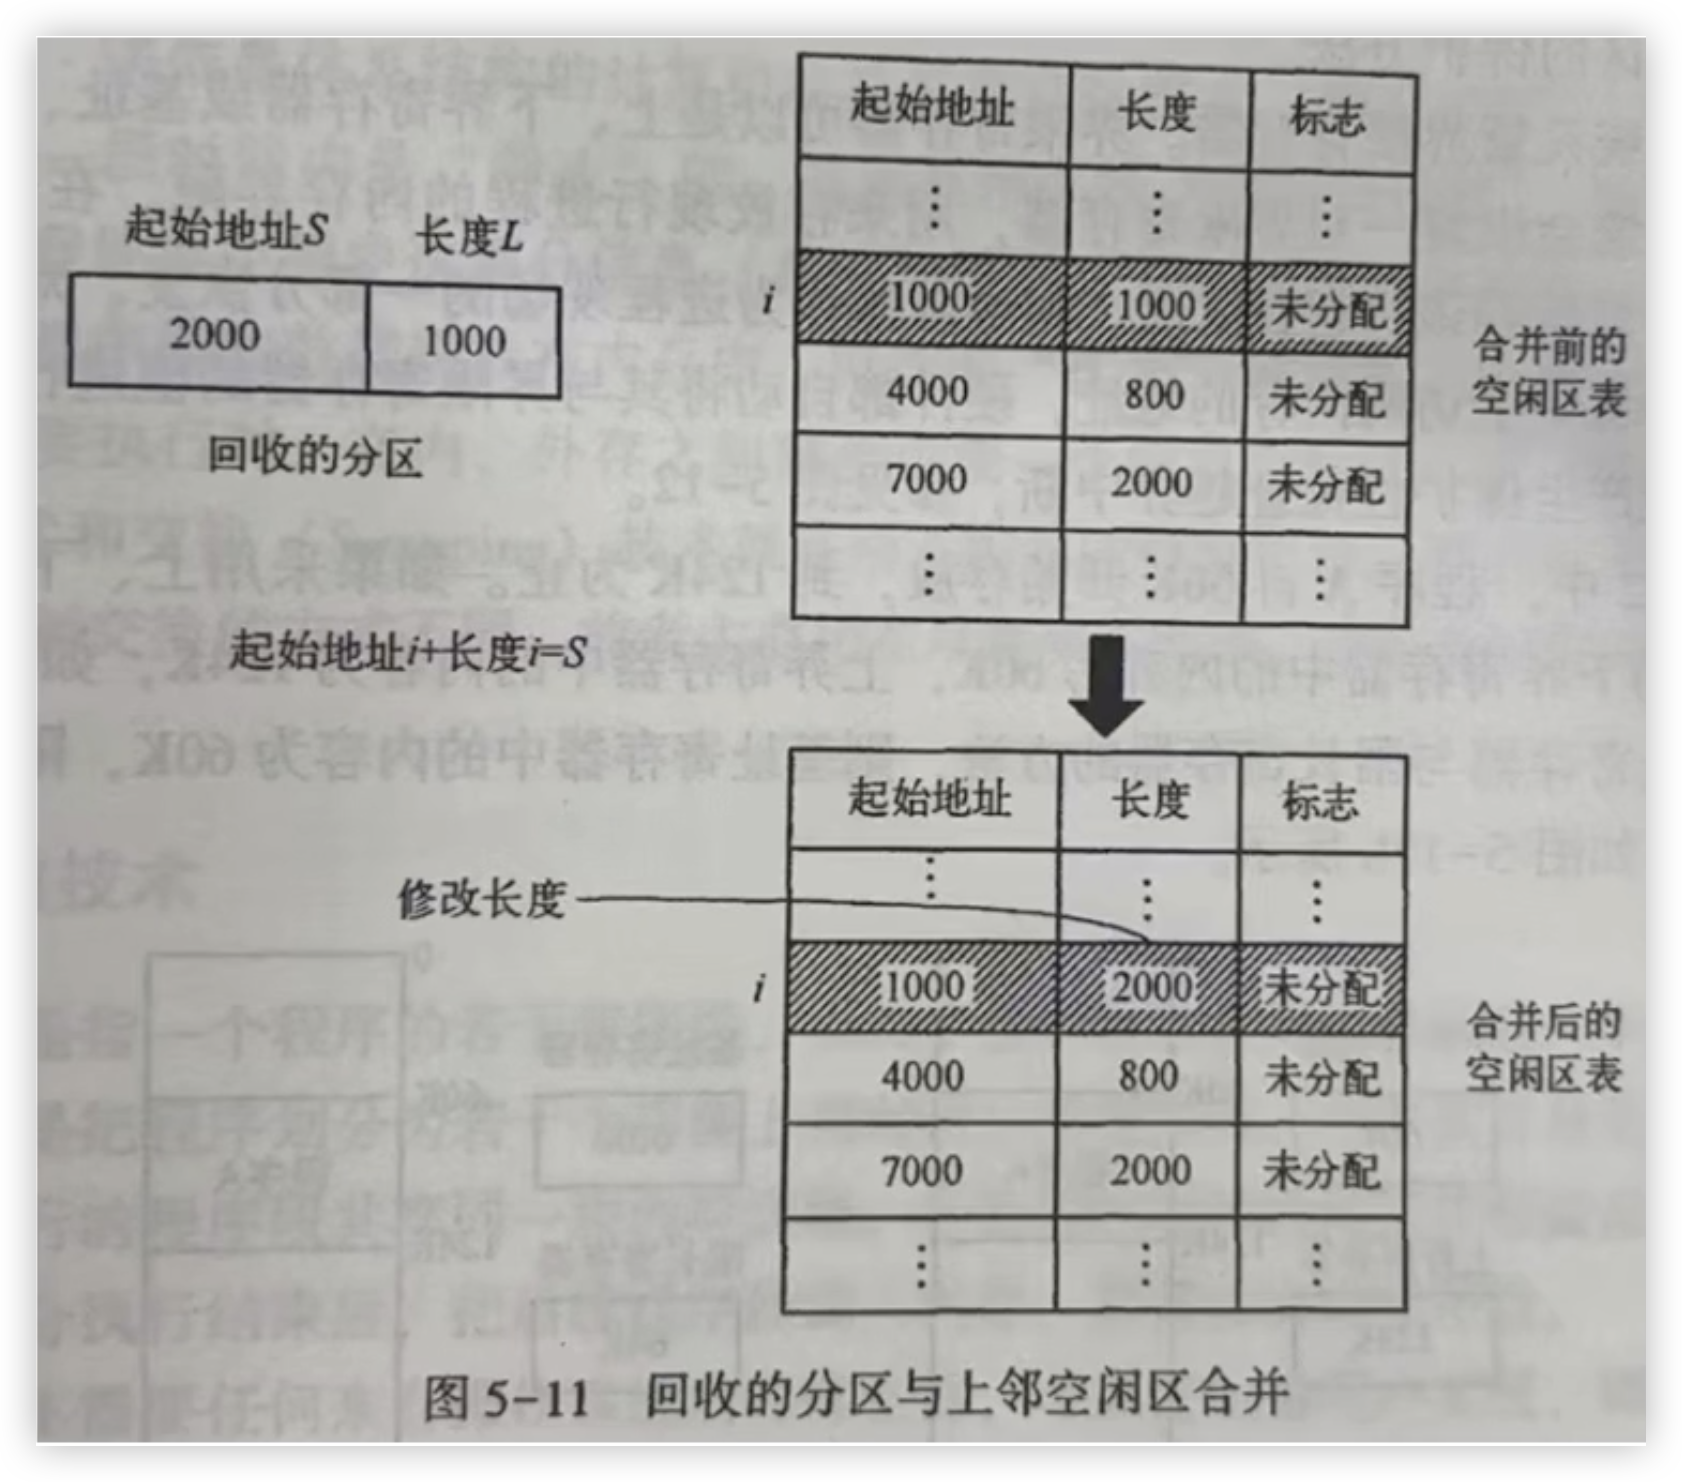 起始地址 长度 标志
⋮ ⋮ ⋮
i 1000 1000 未分配
4000 800 未分配
7000 2000 未分配
⋮ ⋮ ⋮
合并前的
空闲区表
起始地址S 长度L
2000 1000
回收的分区
起始地址i+长度i=S
起始地址 长度 标志
⋮ ⋮ ⋮
修改长度
i 1000 2000 未分配
4000 800 未分配
7000 2000 未分配
⋮ ⋮ ⋮
合并后的
空闲区表
图 5-11 回收的分区与上邻空闲区合并